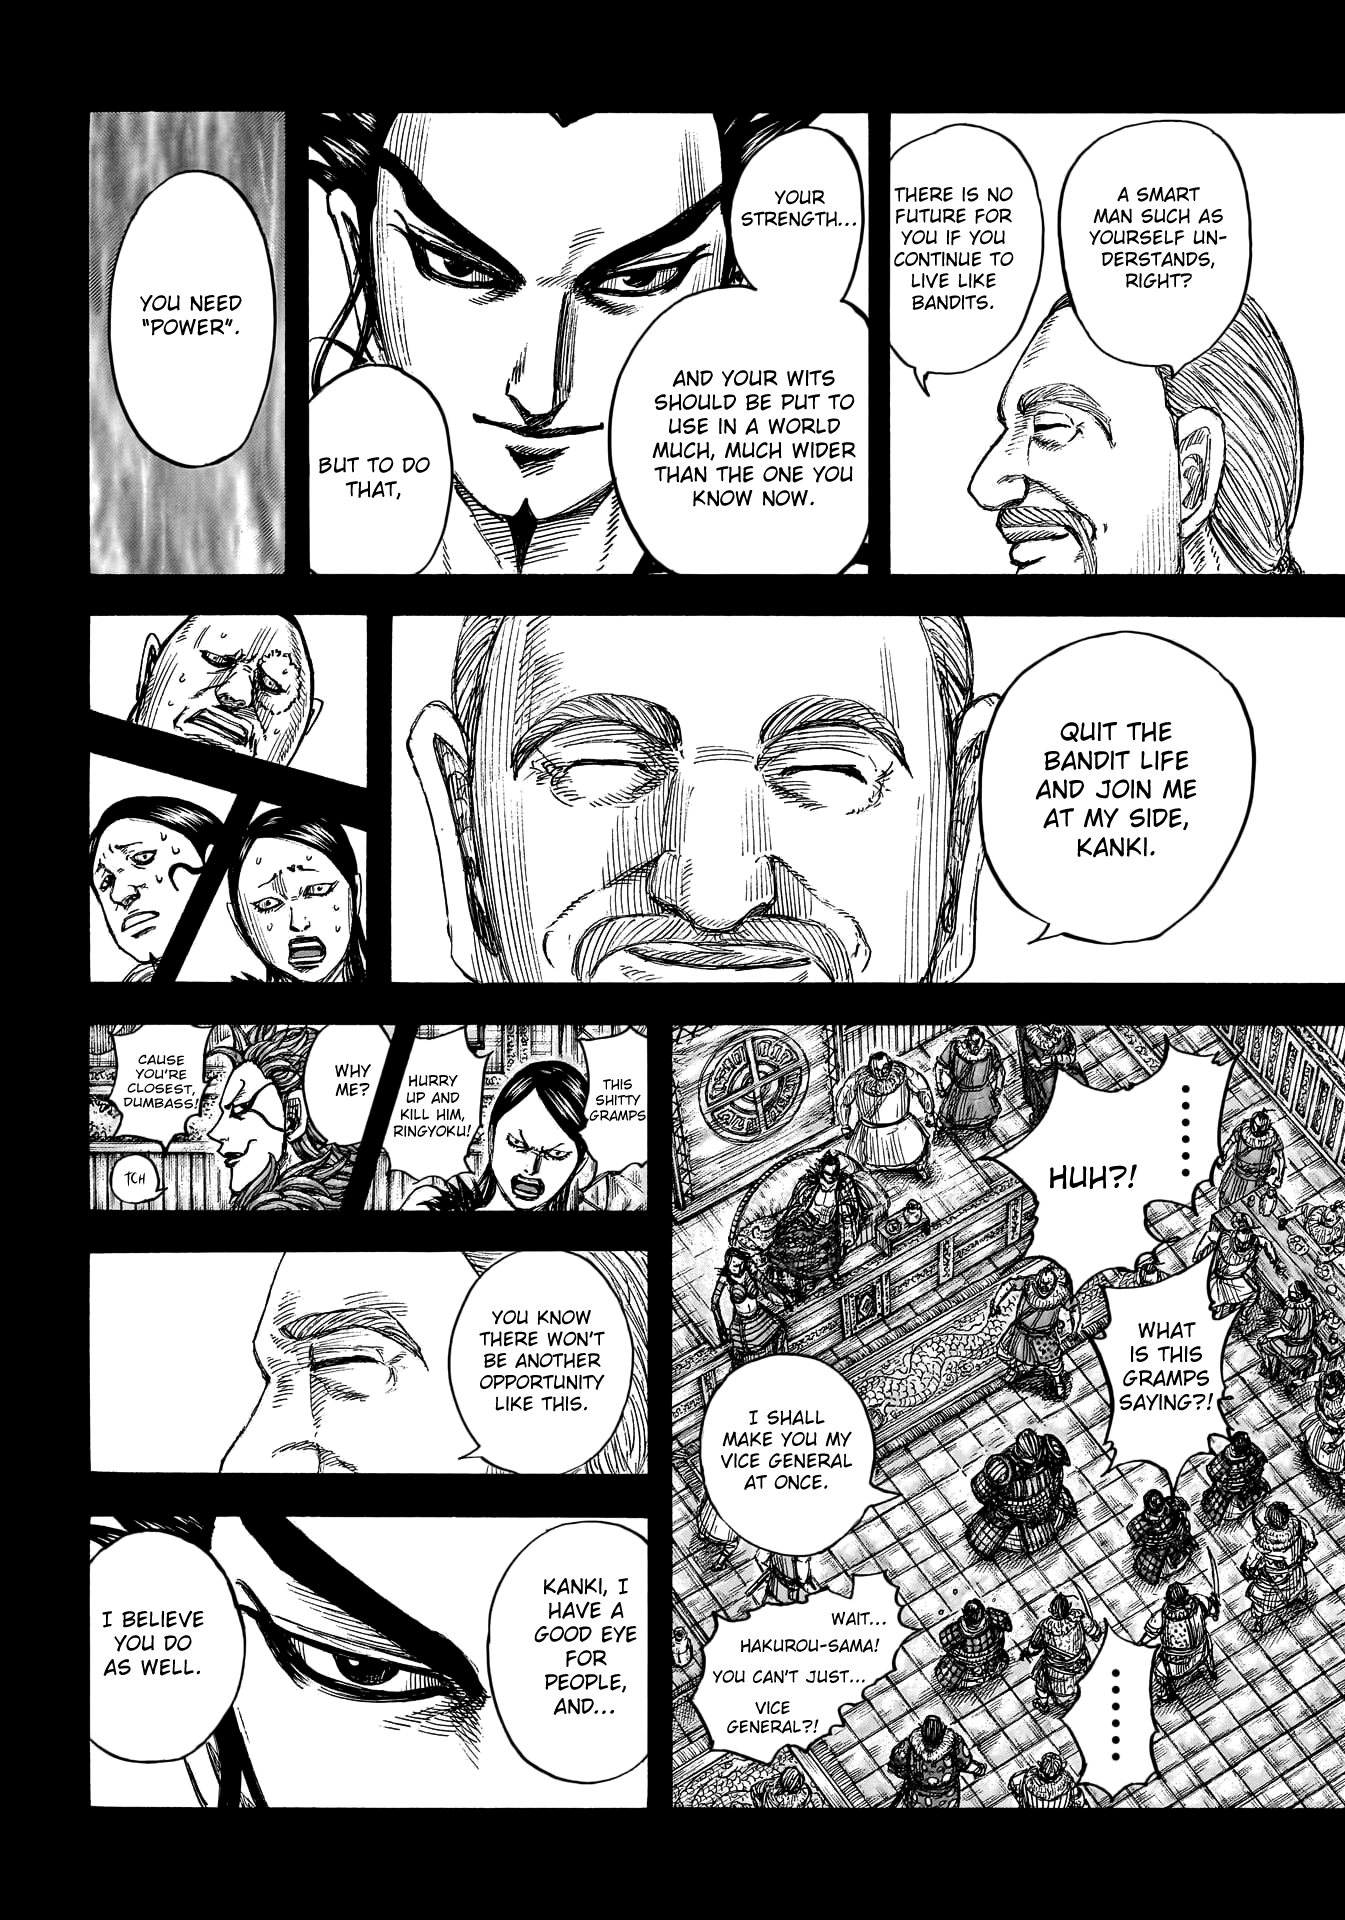 A SMART
MAN SUCH AS
YOURSELF UN-
DERSTANDS,
RIGHT?
THERE IS NO
FUTURE FOR
YOU IF YOU
CONTINUE TO
LIVE LIKE
BANDITS.
YOUR
STRENGTH...
AND YOUR WITS
SHOULD BE PUT TO
USE IN A WORLD
MUCH, MUCH WIDER
THAN THE ONE YOU
KNOW NOW.
BUT TO DO
THAT,
YOU NEED
"POWER".
QUIT THE
BANDIT LIFE
AND JOIN ME
AT MY SIDE,
KANKI.
......
HUH?!
WHAT
IS THIS
GRAMPS
SAYING?!
I SHALL
MAKE YOU MY
VICE GENERAL
AT ONCE.
......
WAIT...
HAKUROU-SAMA!
YOU CAN'T JUST...
VICE
GENERAL?!
THIS
SHITTY
GRAMPS
HURRY
UP AND
KILL HIM,
RINGYOKU!
WHY
ME?
CAUSE
YOU'RE
CLOSEST,
DUMBASS!
TCH
YOU KNOW
THERE WON'T
BE ANOTHER
OPPORTUNITY
LIKE THIS.
KANKI, I
HAVE A
GOOD EYE
FOR
PEOPLE,
AND...
I BELIEVE
YOU DO
AS WELL.